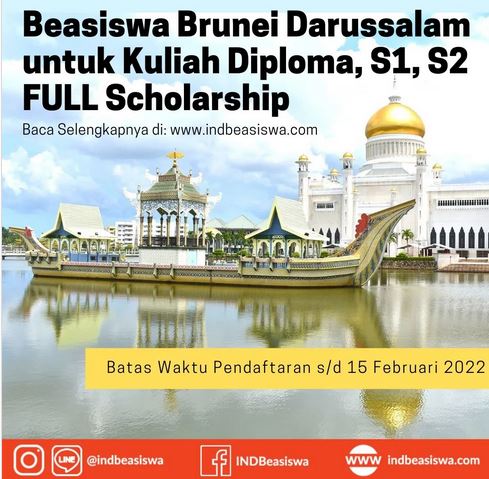 Beasiswa Brunei Darussalam
untuk Kuliah Diploma, S1, S2
FULL Scholarship
Baca Selengkapnya di: www.indbeasiswa.com
Batas Waktu Pendaftaran s/d 15 Februari 2022
LINE @indbeasiswa f INDBeasiswa www indbeasiswa.com